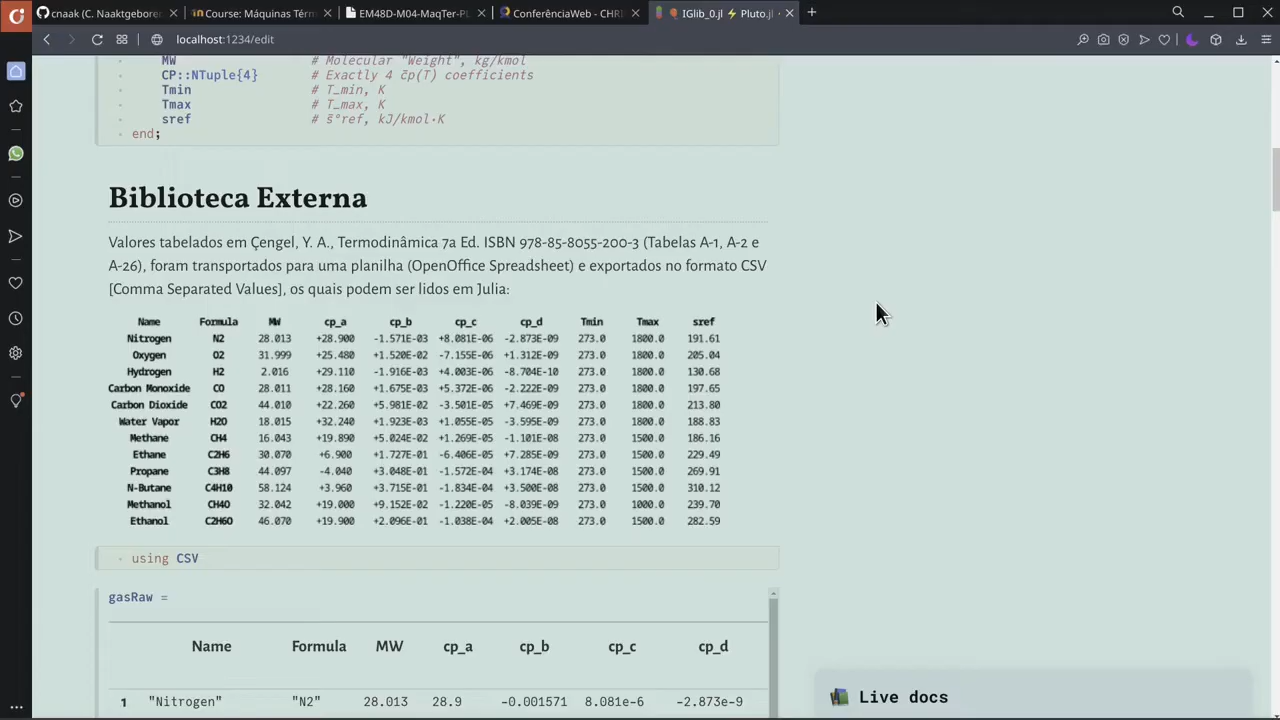 cnaak (C. Naaktgebore
Course: Máquinas Térm
EM48D-M04-MaqTer-PL
ConferênciaWeb - CHRI
IGlib_0.jl ⚡ Pluto.jl
localhost:1234/edit
MW # Molecular "Weight", kg/kmol
CP::NTuple{4} # Exactly 4 c̄p(T) coefficients
Tmin # T_min, K
Tmax # T_max, K
sref # s̄°ref, kJ/kmol⋅K
end;
Biblioteca Externa
Valores tabelados em Çengel, Y. A., Termodinâmica 7a Ed. ISBN 978-85-8055-200-3 (Tabelas A-1, A-2 e
A-26), foram transportados para uma planilha (OpenOffice Spreadsheet) e exportados no formato CSV
[Comma Separated Values], os quais podem ser lidos em Julia:
Name Formula MW cp_a cp_b cp_c cp_d Tmin Tmax sref
Nitrogen N2 28.013 +28.900 -1.571E-03 +8.081E-06 -2.873E-09 273.0 1800.0 191.61
Oxygen O2 31.999 +25.480 +1.520E-02 -7.155E-06 +1.312E-09 273.0 1800.0 205.04
Hydrogen H2 2.016 +29.110 -1.916E-03 +4.003E-06 -8.704E-10 273.0 1800.0 130.68
Carbon Monoxide CO 28.011 +28.160 +1.675E-03 +5.372E-06 -2.222E-09 273.0 1800.0 197.65
Carbon Dioxide CO2 44.010 +22.260 +5.981E-02 -3.501E-05 +7.469E-09 273.0 1800.0 213.80
Water Vapor H2O 18.015 +32.240 +1.923E-03 +1.055E-05 -3.595E-09 273.0 1800.0 188.83
Methane CH4 16.043 +19.890 +5.024E-02 +1.269E-05 -1.101E-08 273.0 1500.0 186.16
Ethane C2H6 30.070 +6.900 +1.727E-01 -6.406E-05 +7.285E-09 273.0 1500.0 229.49
Propane C3H8 44.097 -4.040 +3.048E-01 -1.572E-04 +3.174E-08 273.0 1500.0 269.91
N-Butane C4H10 58.124 +3.960 +3.715E-01 -1.834E-04 +3.500E-08 273.0 1500.0 310.12
Methanol CH4O 32.042 +19.000 +9.152E-02 -1.220E-05 -8.039E-09 273.0 1000.0 239.70
Ethanol C2H6O 46.070 +19.900 +2.096E-01 -1.038E-04 +2.005E-08 273.0 1500.0 282.59
using CSV
gasRaw =
Name Formula MW cp_a cp_b cp_c cp_d
1 "Nitrogen" "N2" 28.013 28.9 -0.001571 8.081e-6 -2.873e-9
Live docs